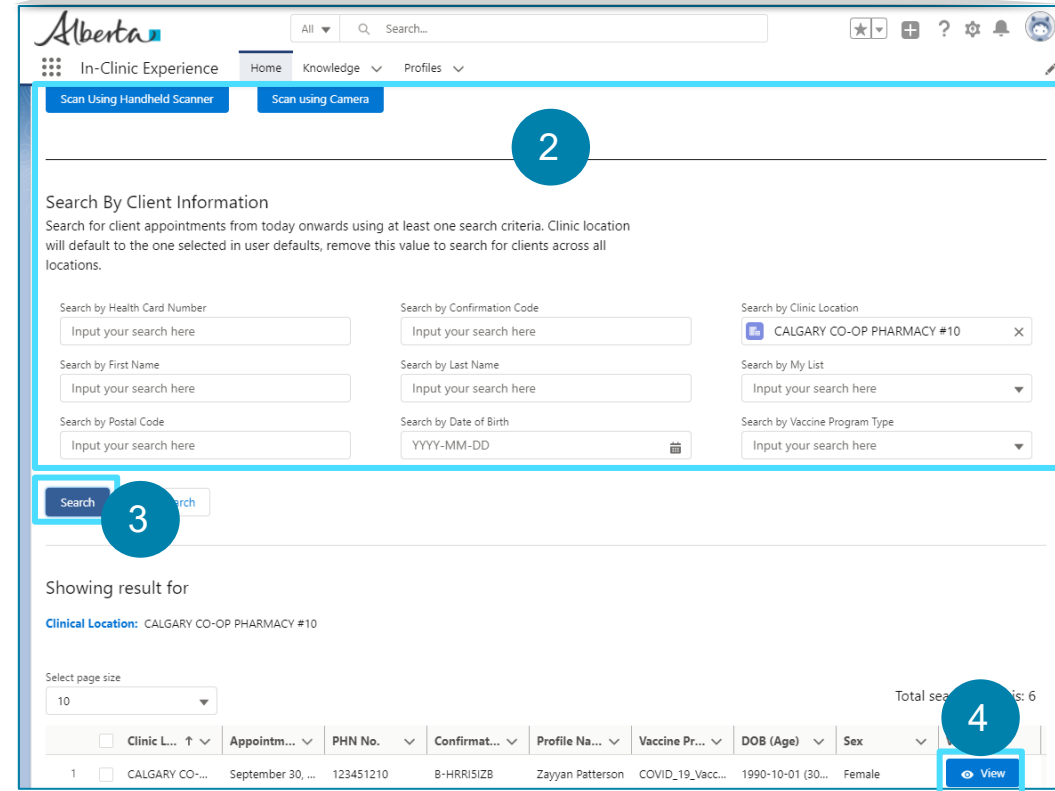 Alberta
All
Search...
In-Clinic Experience
Home
Knowledge
Profiles
Scan Using Handheld Scanner
Scan using Camera
2
Search By Client Information
Search for client appointments from today onwards using at least one search criteria. Clinic location
will default to the one selected in user defaults, remove this value to search for clients across all
locations.
Search by Health Card Number
Search by Confirmation Code
Search by Clinic Location
Input your search here
Input your search here
CALGARY CO-OP PHARMACY #10
Search by First Name
Search by Last Name
Search by My List
Input your search here
Input your search here
Input your search here
Search by Postal Code
Search by Date of Birth
Search by Vaccine Program Type
Input your search here
YYYY-MM-DD
Input your search here
Search
3
Showing result for
Clinical Location: CALGARY CO-OP PHARMACY #10
Select page size
10
Total is: 6
4
Clinic L... Appointm... PHN No. Confirmat... Profile Na... Vaccine Pr... DOB (Age) Sex
1 CALGARY CO-... September 30, ... 123451210 B-HRRI5IZB Zayyan Patterson COVID_19_Vacc... 1990-10-01 (30... Female View